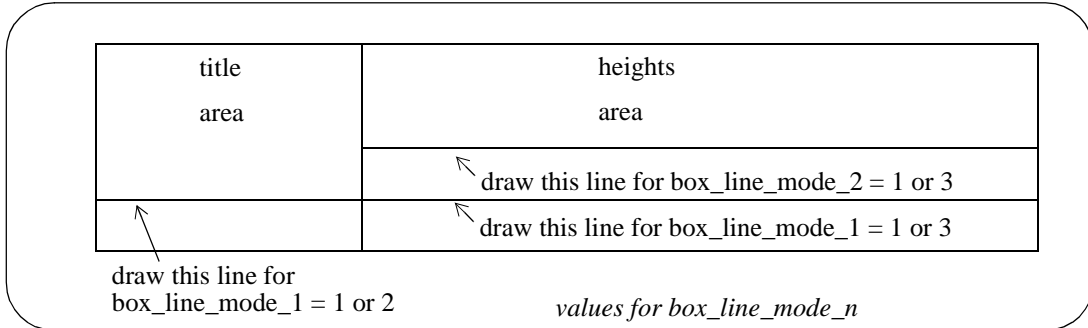 title
area
heights
area
draw this line for box_line_mode_2 = 1 or 3
draw this line for box_line_mode_1 = 1 or 3
draw this line for
box_line_mode_1 = 1 or 2
values for box_line_mode_n